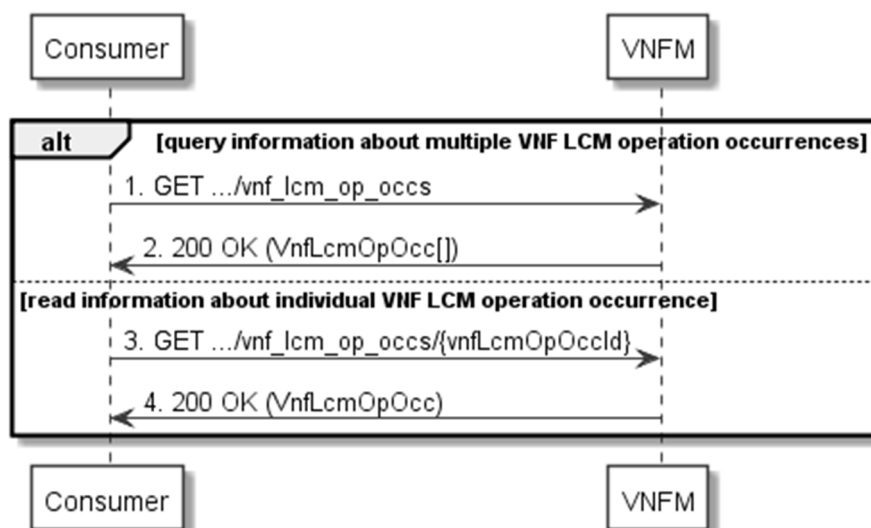 Consumer
VNFM
alt
[query information about multiple VNF LCM operation occurrences]
1. GET .../vnf_lcm_op_occs
2. 200 OK (VnfLcmOpOcc[])
[read information about individual VNF LCM operation occurrence]
3. GET .../vnf_lcm_op_occs/{vnfLcmOpOccId}
4. 200 OK (VnfLcmOpOcc)
Consumer
VNFM